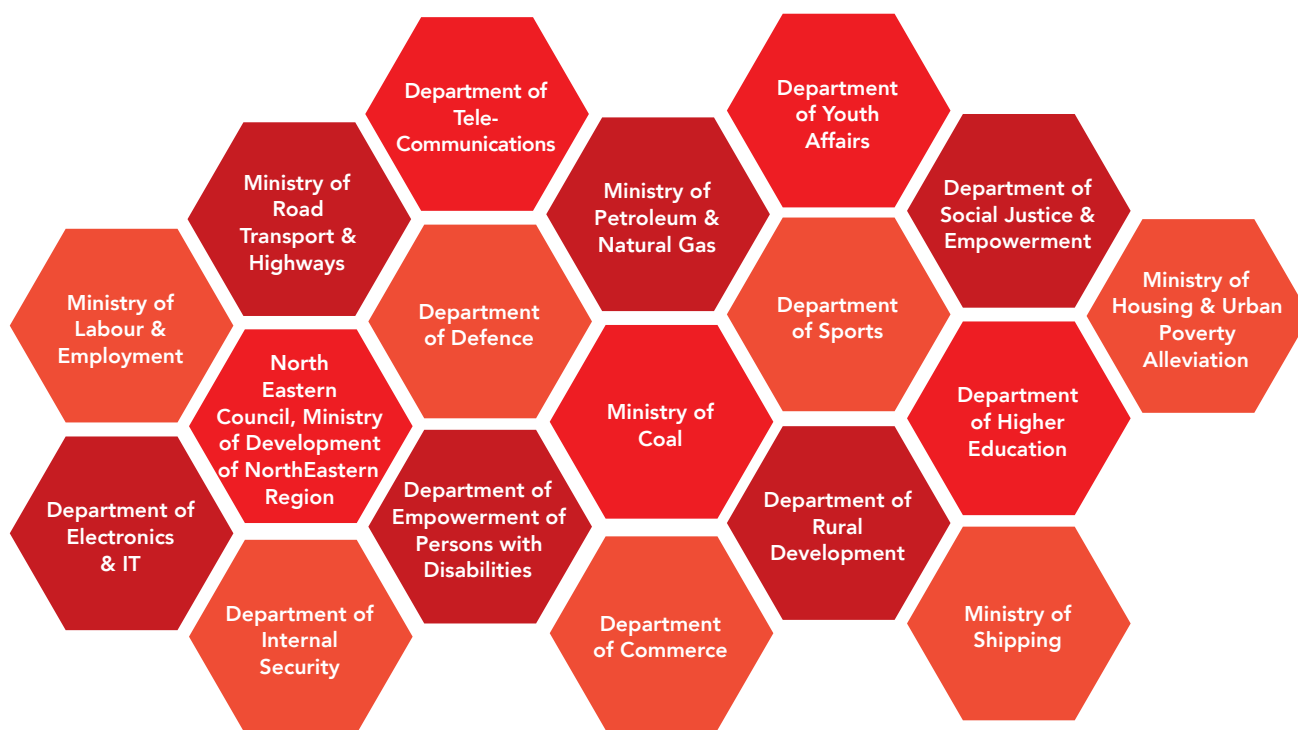 Department of
Tele-
Communications
Department
of Youth
Affairs
Ministry of
Road
Transport &
Highways
Ministry of
Petroleum &
Natural Gas
Department of
Social Justice &
Empowerment
Ministry of
Labour &
Employment
Department
of Defence
Department
of Sports
Ministry of
Housing & Urban
Poverty
Alleviation
North
Eastern
Council, Ministry
of Development
of NorthEastern
Region
Ministry of
Coal
Department
of Higher
Education
Department of
Electronics
& IT
Department of
Empowerment of
Persons with
Disabilities
Department of
Rural
Development
Department of
Internal
Security
Department
of Commerce
Ministry of
Shipping